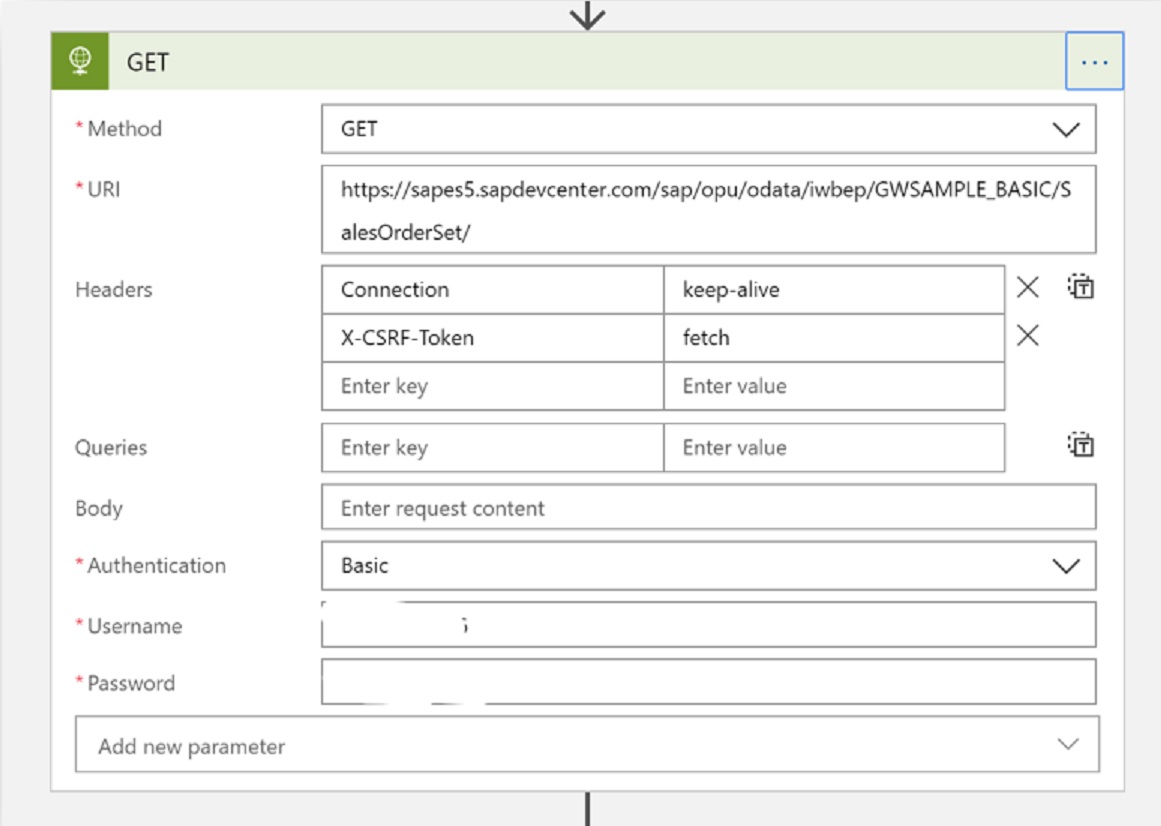 GET
...
* Method
GET
* URI
https://sapes5.sapdevcenter.com/sap/opu/odata/iwbep/GWSAMPLE_BASIC/S
alesOrderSet/
Headers
Connection
keep-alive
X-CSRF-Token
fetch
Enter key
Enter value
Queries
Enter key
Enter value
Body
Enter request content
* Authentication
Basic
* Username
* Password
Add new parameter